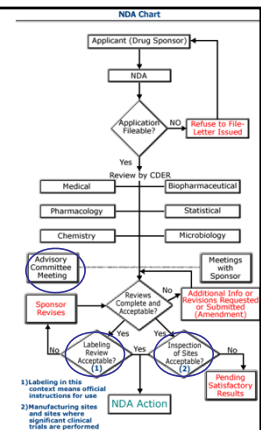 NDA Chart
Applicant (Drug Sponsor)
NDA
Application
Fileable?
NO
Refuse to File-
Letter Issued
Yes
Review by CDER
Medical
Biopharmaceutical
Pharmacology
Statistical
Chemistry
Microbiology
Advisory
Committee
Meeting
Meetings
with
Sponsor
Reviews
Complete and
Acceptable?
No
Additional Info or
Revisions Requested
or Submitted
(Amendment)
Sponsor
Revises
Yes
Yes
Labeling
Review
Acceptable?
(1)
No
Yes
Yes
Inspection
of Sites
Acceptable?
(2)
No
Pending
Satisfactory
Results
NDA Action
1)Labeling in this
context means official
instructions for use
2)Manufacturing sites
and sites where
significant clinical
trials are performed